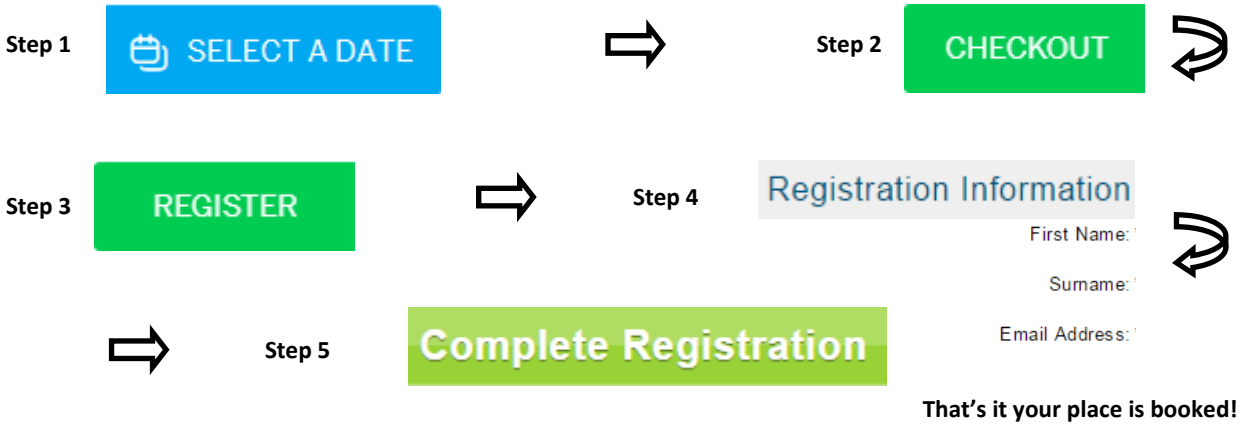 Step 1 SELECT A DATE Step 2 CHECKOUT
Step 3 REGISTER Step 4 Registration Information
First Name: *
Surname: *
Email Address: *
Step 5 Complete Registration
That's it your place is booked!